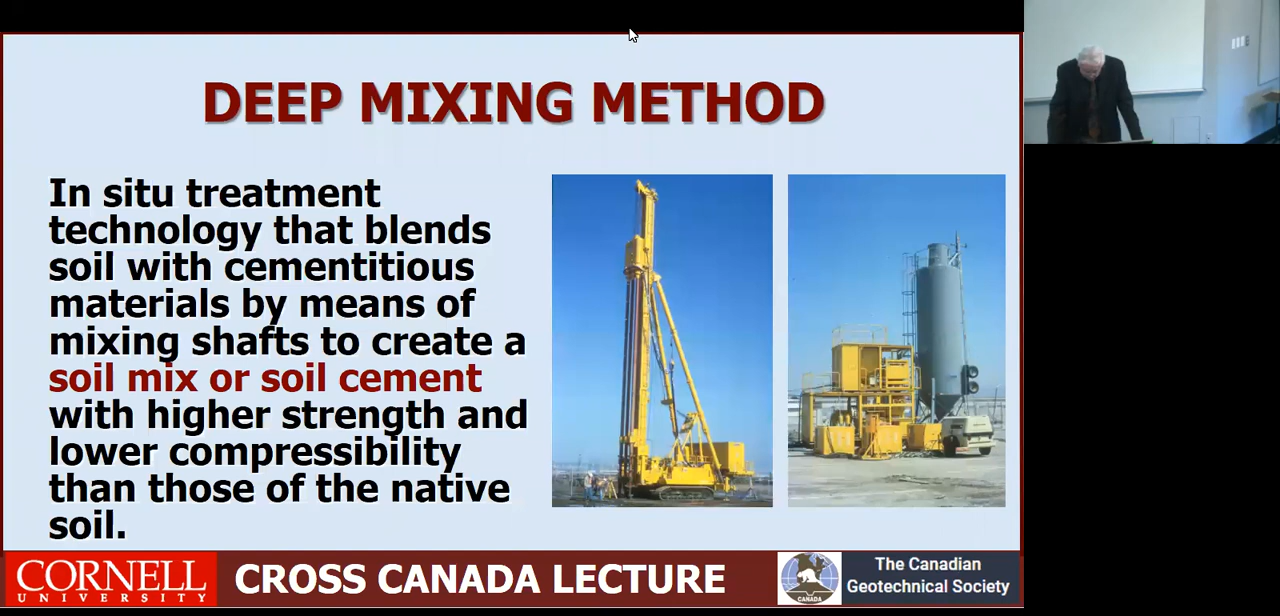 DEEP MIXING METHOD
In situ treatment
technology that blends
soil with cementitious
materials by means of
mixing shafts to create a
soil mix or soil cement
with higher strength and
lower compressibility
than those of the native
soil.
CORNELL
UNIVERSITY
CROSS CANADA LECTURE
CANADA
The Canadian
Geotechnical Society